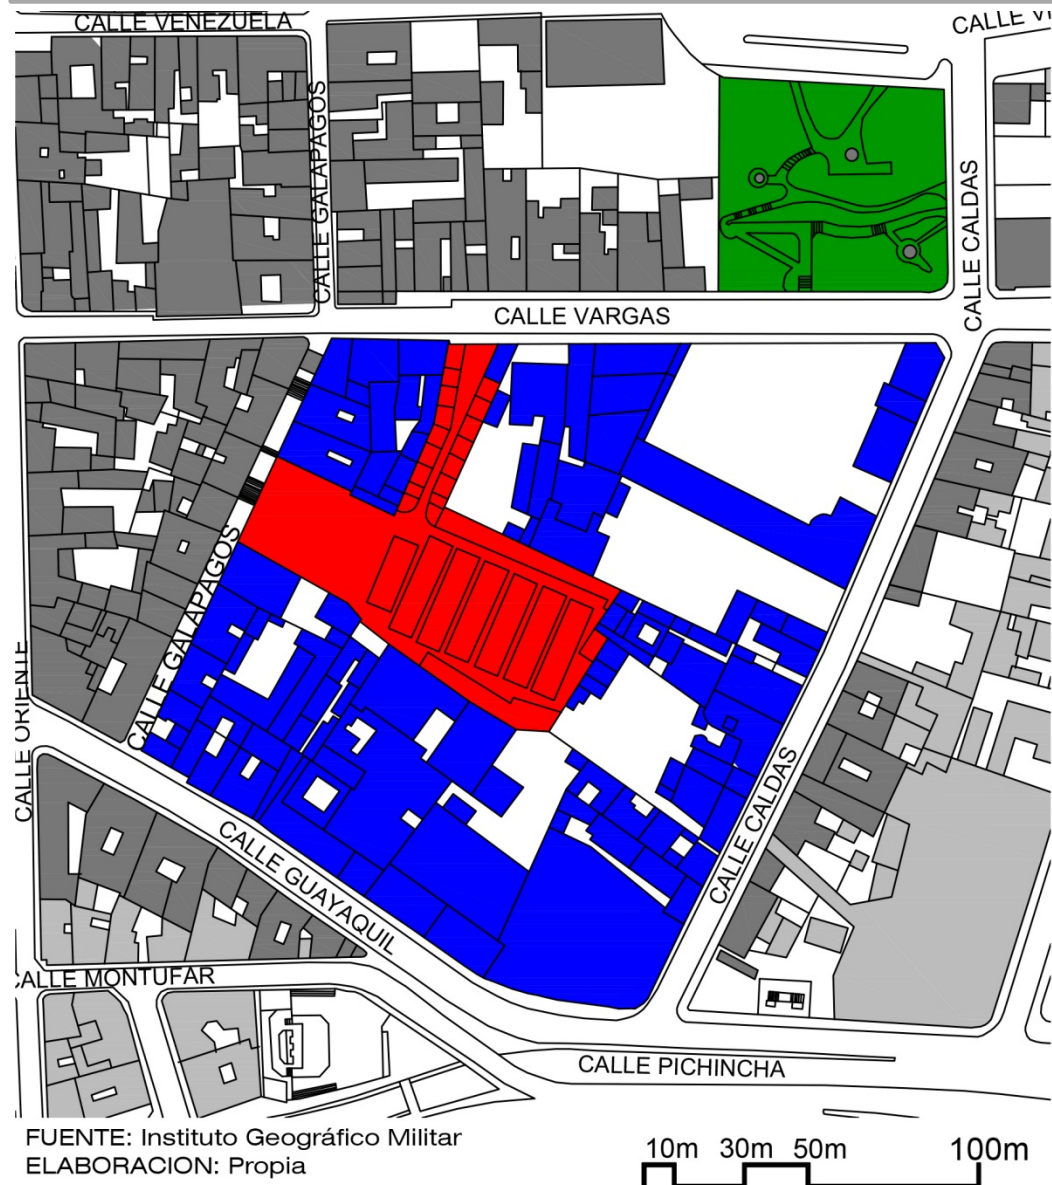 CALLE VENEZUELA
CALLE VE
CALLE GALAPAGOS
CALLE CALDAS
CALLE VARGAS
CALLE GALAPAGOS
CALLE ORIENTE
CALLE CALDAS
CALLE GUAYAQUIL
CALLE MONTUFAR
CALLE PICHINCHA
FUENTE: Instituto Geográfico Militar
ELABORACION: Propia
10m 30m 50m 100m